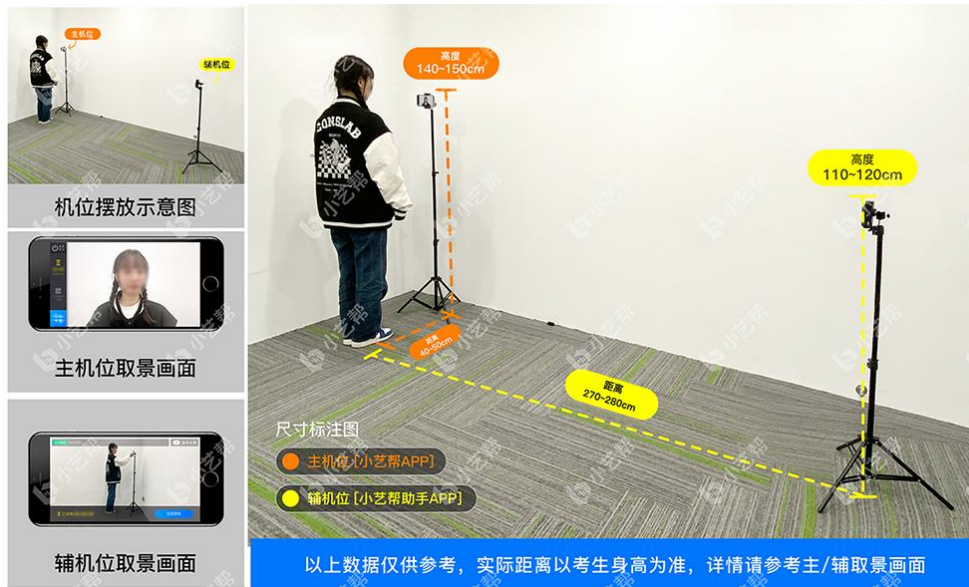 主机位
辅机位
机位摆放示意图
主机位取景画面
辅机位取景画面
高度
140~150cm
CONSLAB
高度
110~120cm
距离
40-50cm
距离
270~280cm
尺寸标注图
主机位 [小艺帮APP]
辅机位 [小艺帮助手APP]
以上数据仅供参考，实际距离以考生身高为准，详情请参考主/辅取景画面
小艺帮